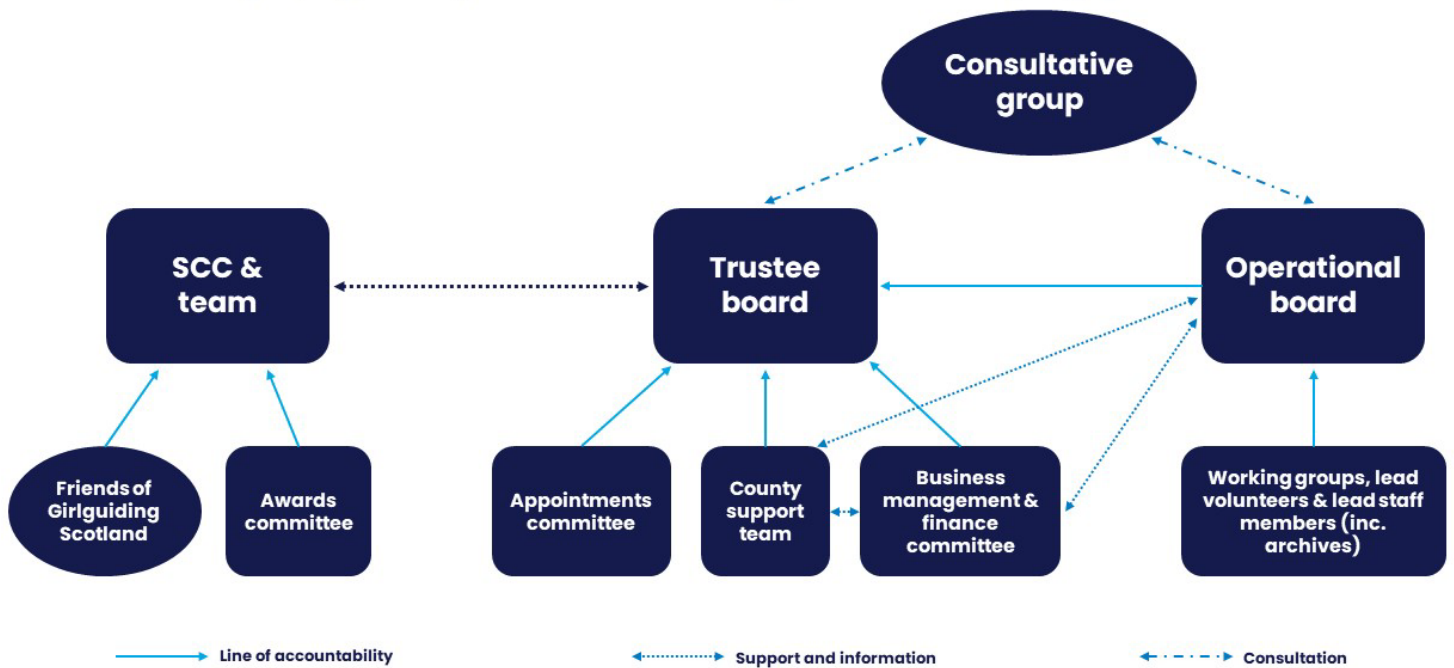 Consultative
group
SCC &
team
Trustee
board
Operational
board
Friends of
Girlguiding
Scotland
Awards
committee
Appointments
committee
County
support
team
Business
management &
finance
committee
Working groups, lead
volunteers & lead staff
members (inc.
archives)
Line of accountability
Support and information
Consultation